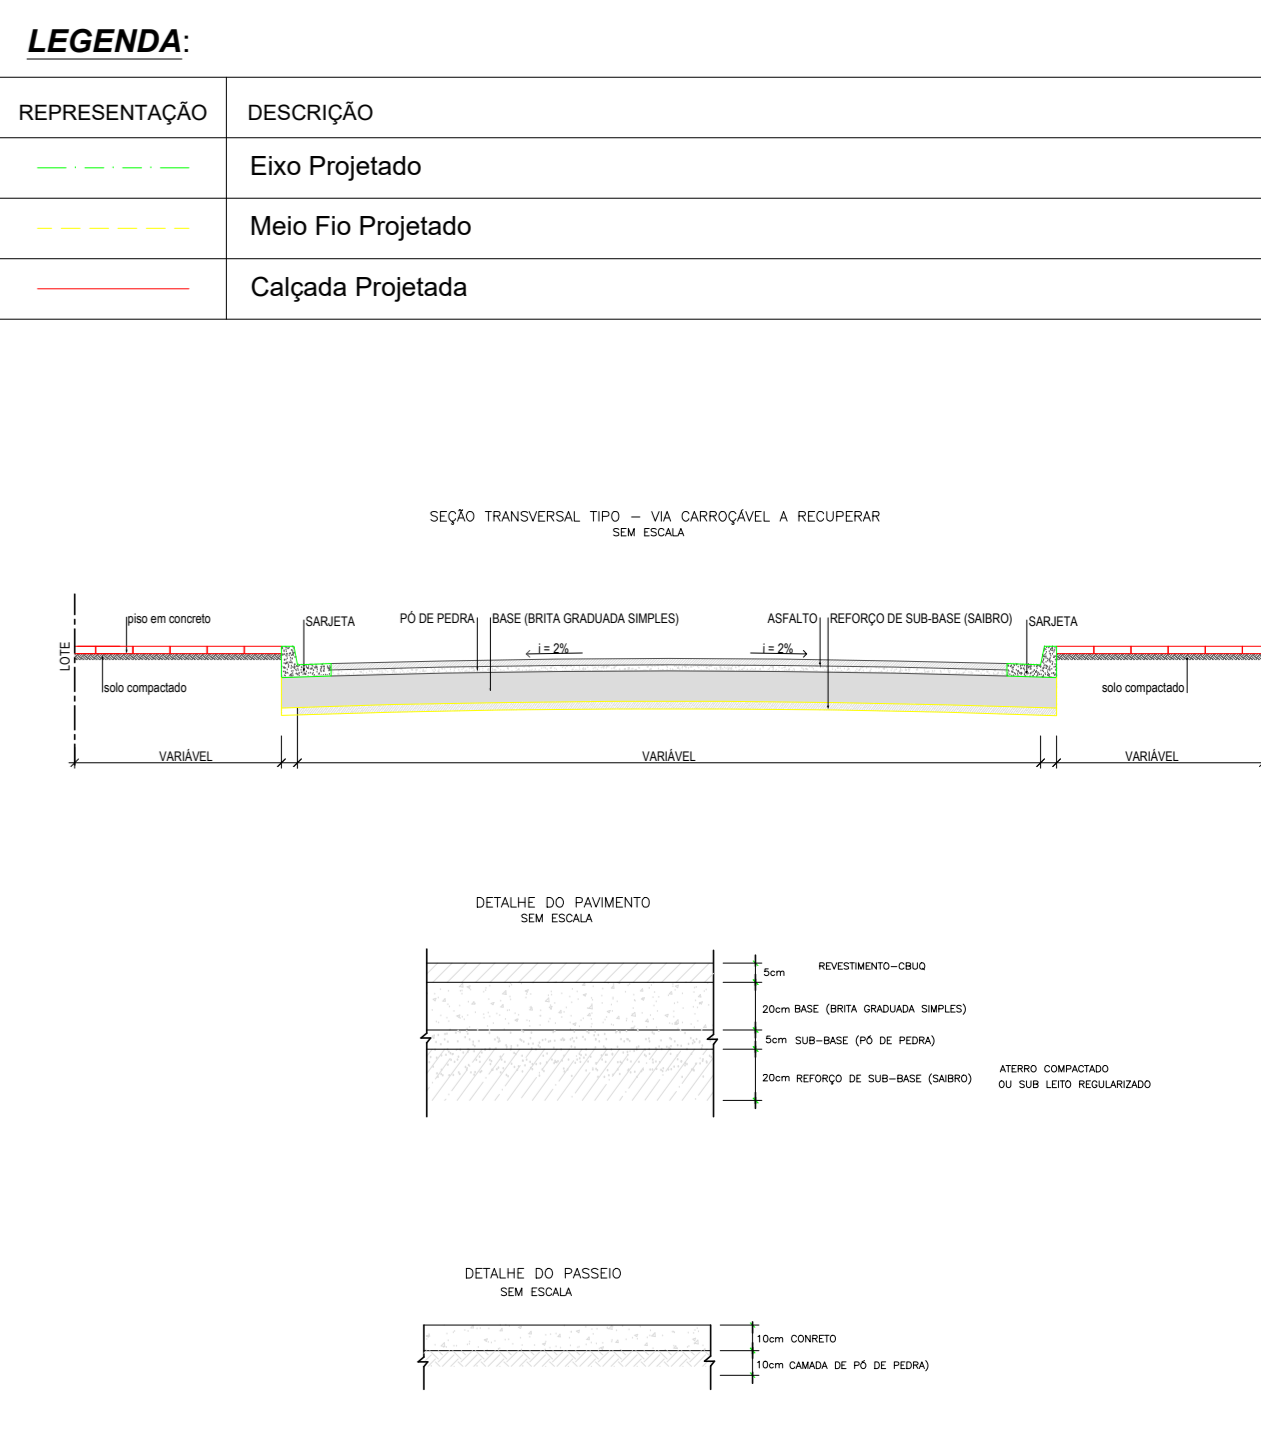 LEGENDA:
REPRESENTAÇÃO DESCRIÇÃO
Eixo Projetado
Meio Fio Projetado
Calçada Projetada
SEÇÃO TRANSVERSAL TIPO – VIA CARROÇÁVEL A RECUPERAR
SEM ESCALA
piso em concreto SARJETA PÓ DE PEDRA BASE (BRITA GRADUADA SIMPLES) ASFALTO REFORÇO DE SUB-BASE (SAIBRO) SARJETA
LOTE
i = 2% i = 2%
solo compactado solo compactado
VARIÁVEL VARIÁVEL VARIÁVEL
DETALHE DO PAVIMENTO
SEM ESCALA
5cm REVESTIMENTO–CBUQ
20cm BASE (BRITA GRADUADA SIMPLES)
5cm SUB–BASE (PÓ DE PEDRA)
20cm REFORÇO DE SUB–BASE (SAIBRO)
ATERRO COMPACTADO
OU SUB LEITO REGULARIZADO
DETALHE DO PASSEIO
SEM ESCALA
10cm CONRETO
10cm CAMADA DE PÓ DE PEDRA)